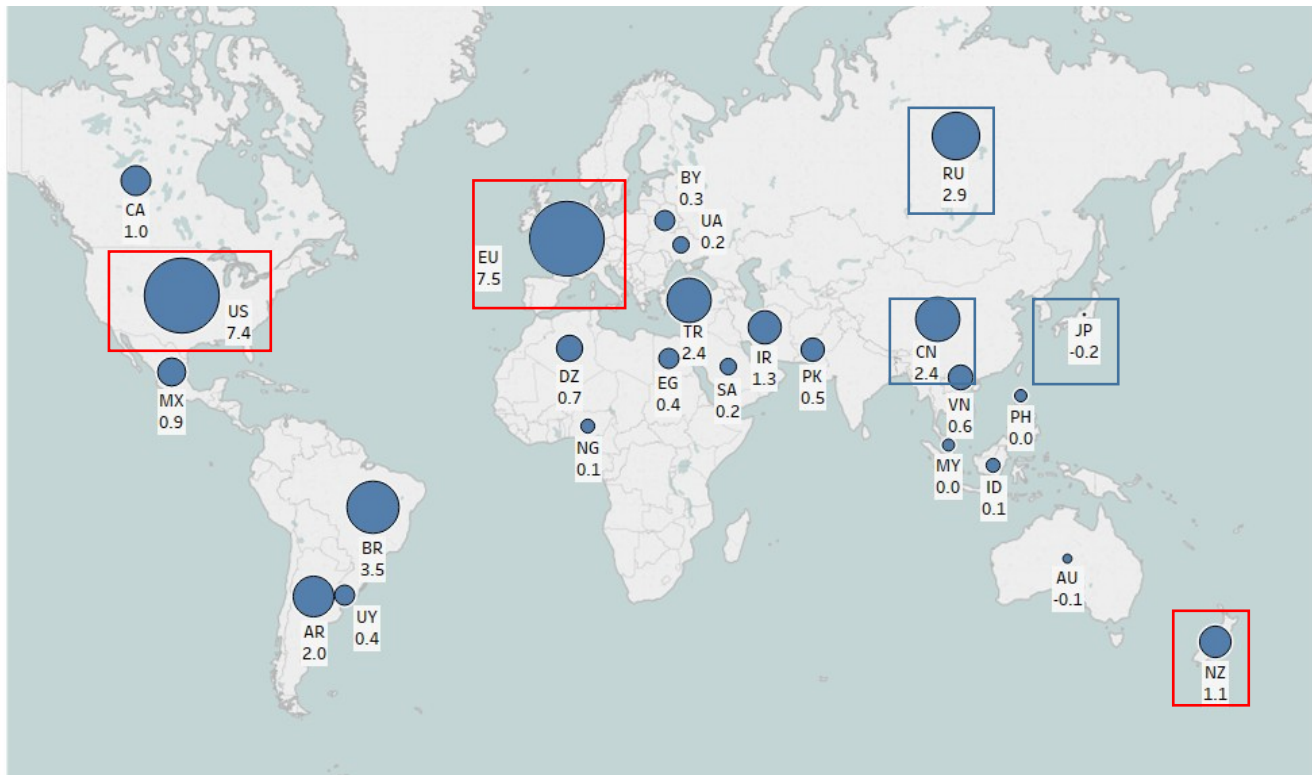 CA
1.0
US
7.4
MX
0.9
BR
3.5
AR
2.0
UY
0.4
EU
7.5
BY
0.3
UA
0.2
TR
2.4
DZ
0.7
EG
0.4
SA
0.2
IR
1.3
PK
0.5
NG
0.1
RU
2.9
CN
2.4
JP
-0.2
VN
0.6
PH
0.0
MY
0.0
ID
0.1
AU
-0.1
NZ
1.1